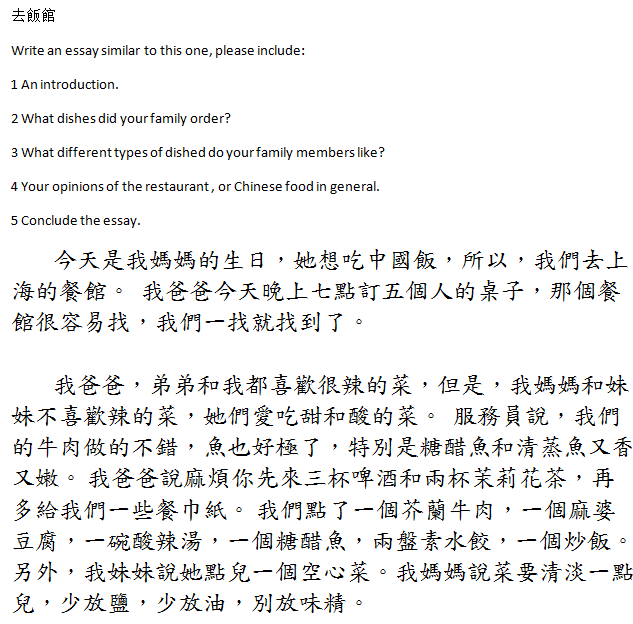 去飯館
Write an essay similar to this one, please include:
1 An introduction.
2 What dishes did your family order?
3 What different types of dished do your family members like?
4 Your opinions of the restaurant , or Chinese food in general.
5 Conclude the essay.
今天是我媽媽的生日，她想吃中國飯，所以，我們去上
海的餐館。 我爸爸今天晚上七點訂五個人的桌子，那個餐
館很容易找，我們一找就找到了。
我爸爸，弟弟和我都喜歡很辣的菜，但是，我媽媽和妹
妹不喜歡辣的菜，她們愛吃甜和酸的菜。 服務員說，我們
的牛肉做的不錯，魚也好極了，特別是糖醋魚和清蒸魚又香
又嫩。 我爸爸說麻煩你先來三杯啤酒和兩杯茉莉花茶，再
多給我們一些餐巾紙。 我們點了一個芥蘭牛肉，一個麻婆
豆腐，一碗酸辣湯，一個糖醋魚，兩盤素水餃，一個炒飯。
另外，我妹妹說她點兒一個空心菜。我媽媽說菜要清淡一點
兒，少放鹽，少放油，別放味精。